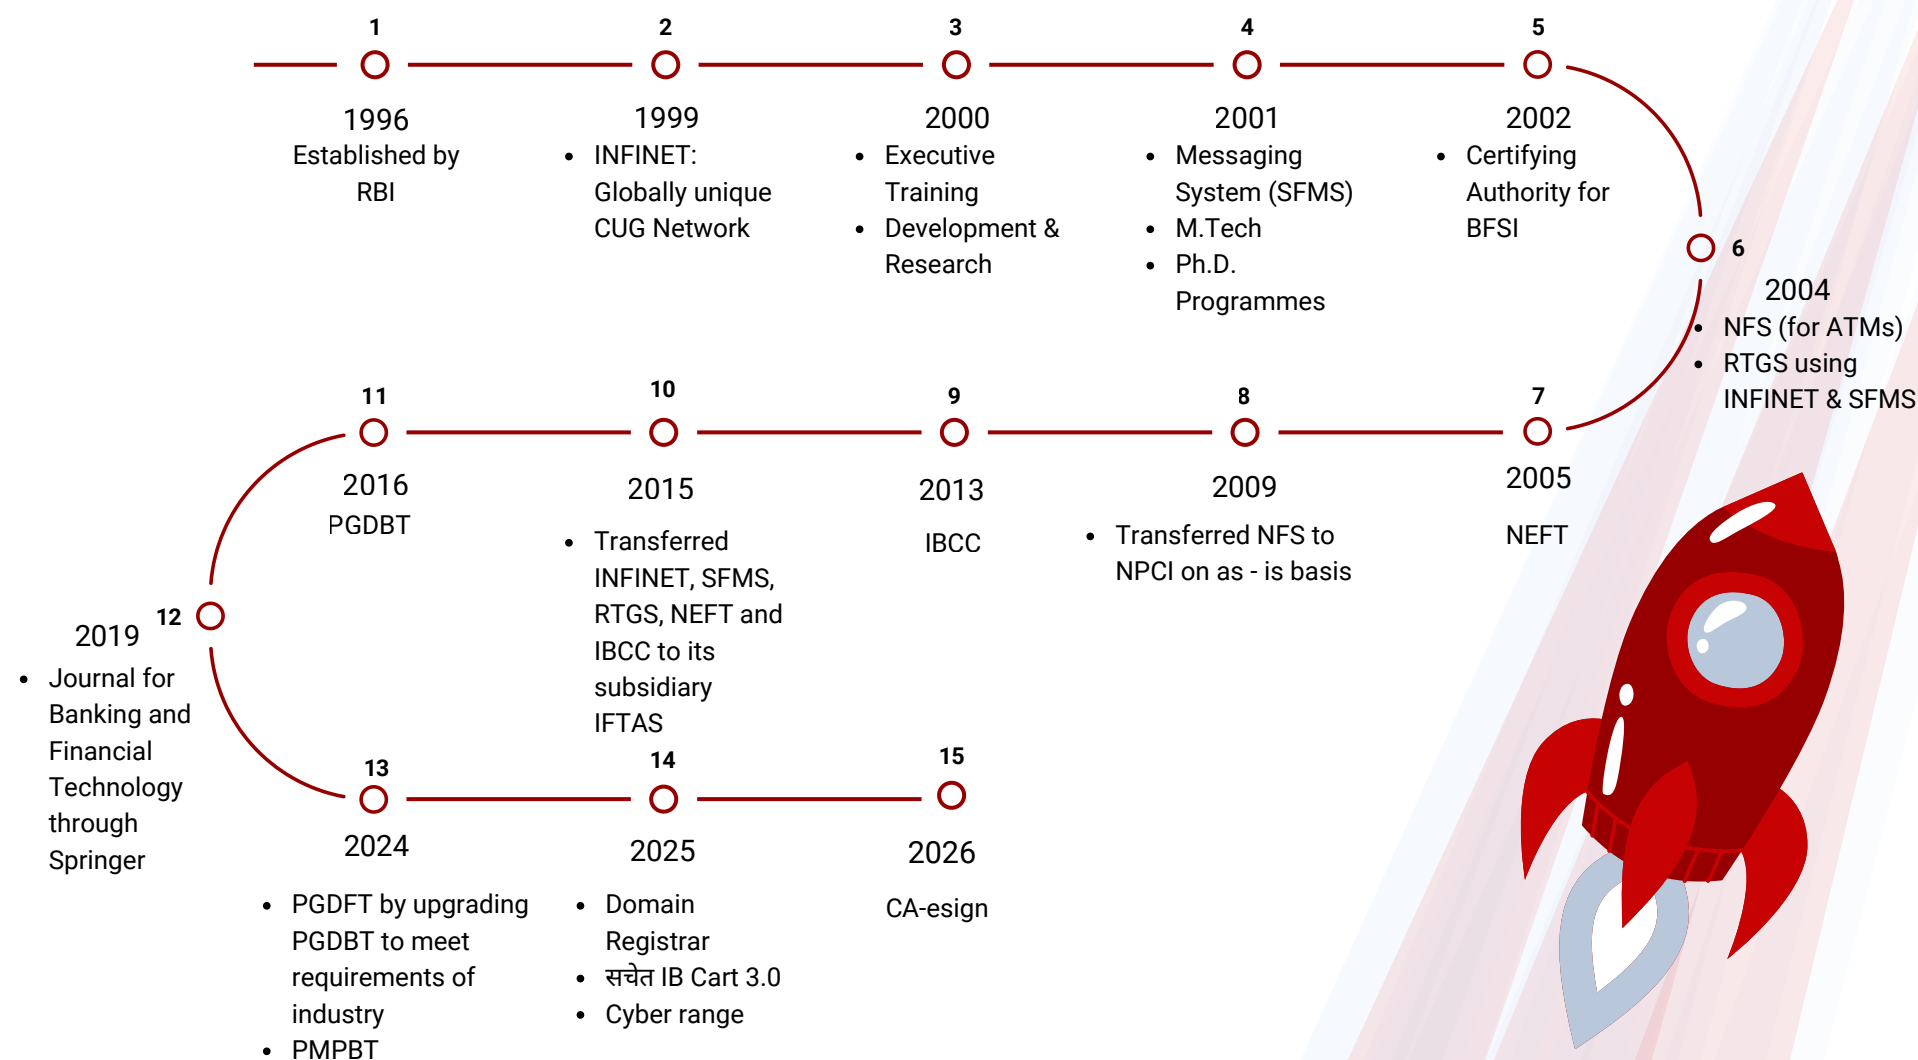 1
1996
Established by
RBI
2
1999
• INFINET:
Globally unique
CUG Network
3
2000
• Executive
Training
• Development &
Research
4
2001
• Messaging
System (SFMS)
• M.Tech
• Ph.D.
Programmes
5
2002
• Certifying
Authority for
BFSI
6
2004
• NFS (for ATMs)
• RTGS using
INFINET & SFMS
7
2005
NEFT
8
2009
• Transferred NFS to
NPCI on as - is basis
9
2013
IBCC
10
2015
• Transferred
INFINET, SFMS,
RTGS, NEFT and
IBCC to its
subsidiary
IFTAS
11
2016
PGDBT
12
2019
• Journal for
Banking and
Financial
Technology
through
Springer
13
2024
• PGDFT by upgrading
PGDBT to meet
requirements of
industry
• PMPBT
14
2025
• Domain
Registrar
• सचेत IB Cart 3.0
• Cyber range
15
2026
CA-esign